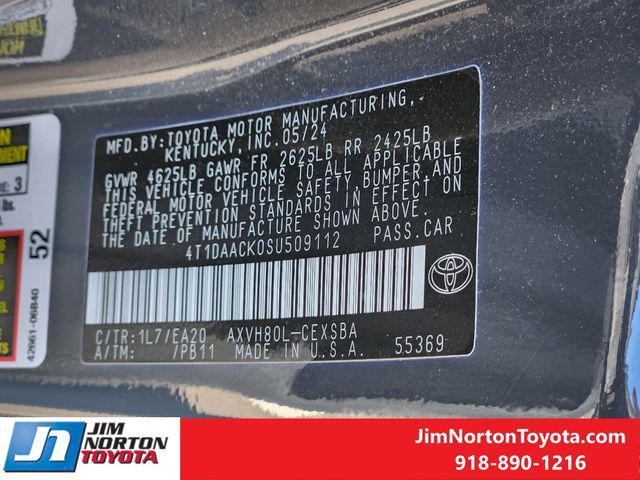 MFD.BY:TOYOTA MOTOR MANUFACTURING,
KENTUCKY,INC.05/24
GVWR 4625LB GAWR FR 2625LB RR 2425LB
THIS VEHICLE CONFORMS TO ALL APPLICABLE
FEDERAL MOTOR VEHICLE SAFETY,BUMPER,AND
THEFT PREVENTION STANDARDS IN EFFECT ON
THE DATE OF MANUFACTURE SHOWN ABOVE.
4T1DAACK0SU509112 PASS.CAR
C/TR:1L7/EA20 AXVH80L-CEXSBA
A/TM: /PB11 MADE IN U.S.A. 55369
52
42661-06B40
JN JIM NORTON TOYOTA
JimNortonToyota.com
918-890-1216